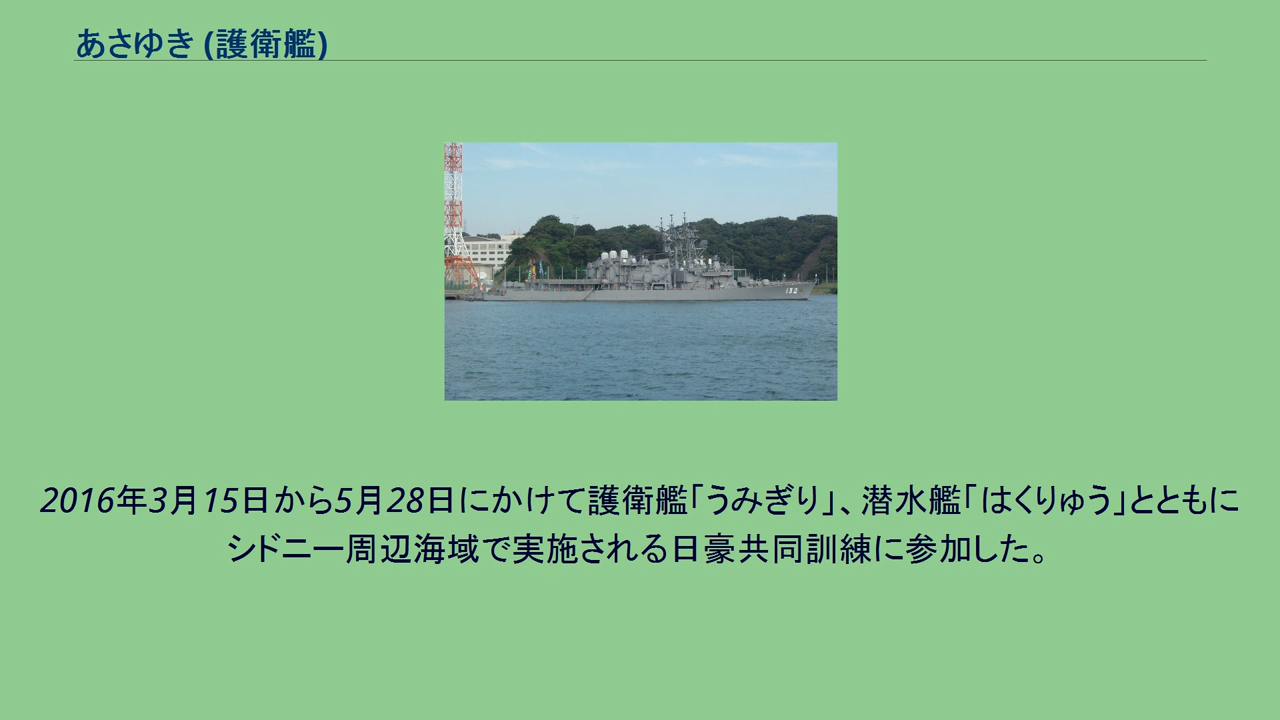 あさゆき (護衛艦)
132
2016年3月15日から5月28日にかけて護衛艦「うみぎり」、潜水艦「はくりゅう」とともに
シドニー周辺海域で実施される日豪共同訓練に参加した。